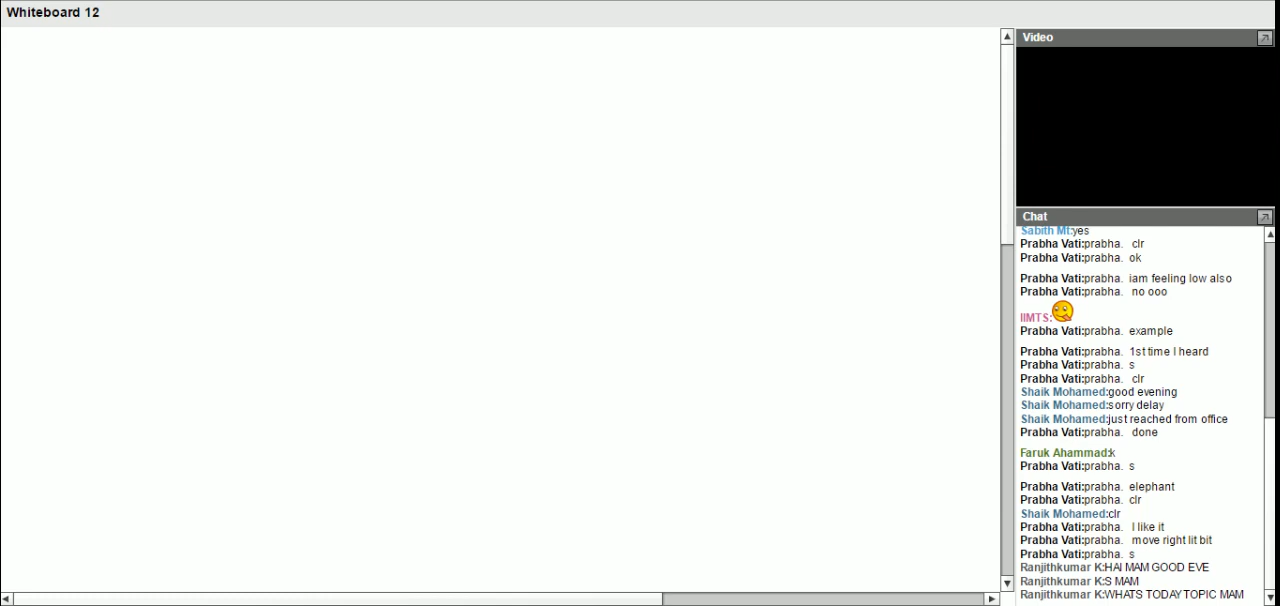 Whiteboard 12
Video
Chat
Sabith Mt:yes
Prabha Vati:prabha. clr
Prabha Vati:prabha. ok
Prabha Vati:prabha. iam feeling low also
Prabha Vati:prabha. no ooo
IIMTS:
Prabha Vati:prabha. example
Prabha Vati:prabha. 1st time I heard
Prabha Vati:prabha. s
Prabha Vati:prabha. clr
Shaik Mohamed:good evening
Shaik Mohamed:sorry delay
Shaik Mohamed:just reached from office
Prabha Vati:prabha. done
Faruk Ahammad:k
Prabha Vati:prabha. s
Prabha Vati:prabha. elephant
Prabha Vati:prabha. clr
Shaik Mohamed:clr
Prabha Vati:prabha. I like it
Prabha Vati:prabha. move right lit bit
Prabha Vati:prabha. s
Ranjithkumar K:HAI MAM GOOD EVE
Ranjithkumar K:S MAM
Ranjithkumar K:WHATS TODAY TOPIC MAM